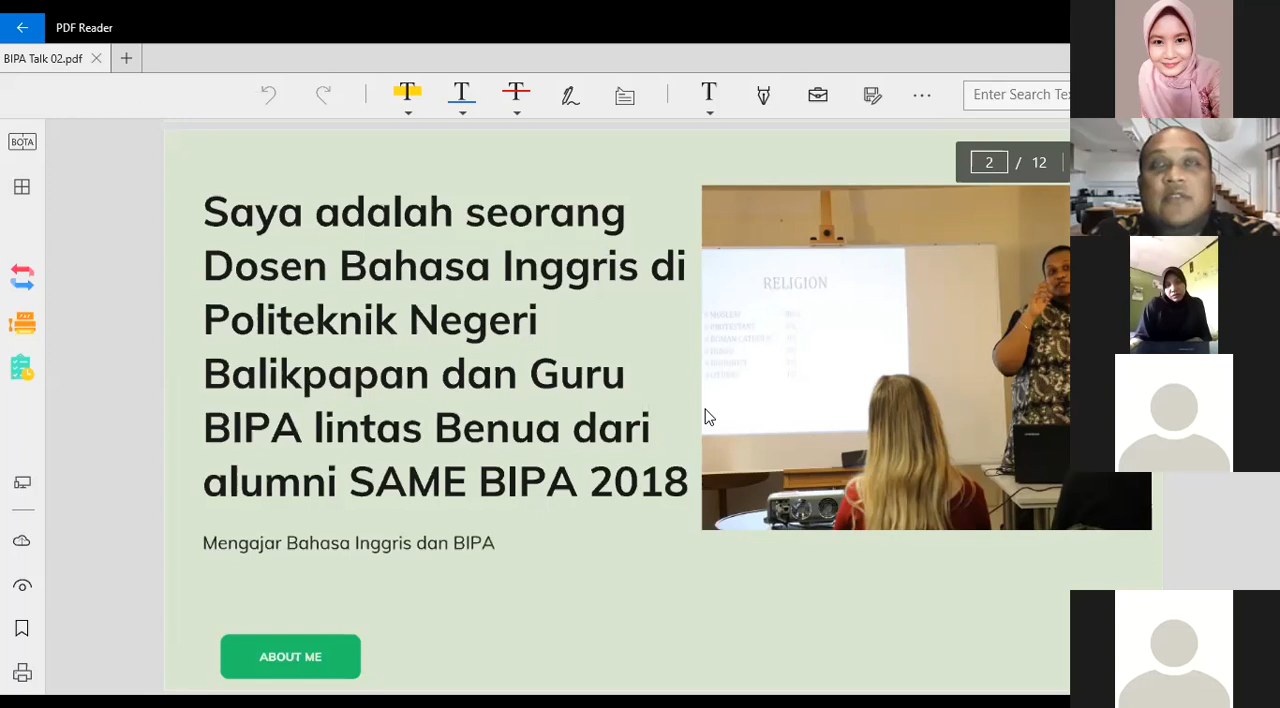 PDF Reader
BIPA Talk 02.pdf
Enter Search Te
BOTA
2 / 12
Saya adalah seorang
Dosen Bahasa Inggris di
Politeknik Negeri
Balikpapan dan Guru
BIPA lintas Benua dari
alumni SAME BIPA 2018
Mengajar Bahasa Inggris dan BIPA
ABOUT ME
RELIGION